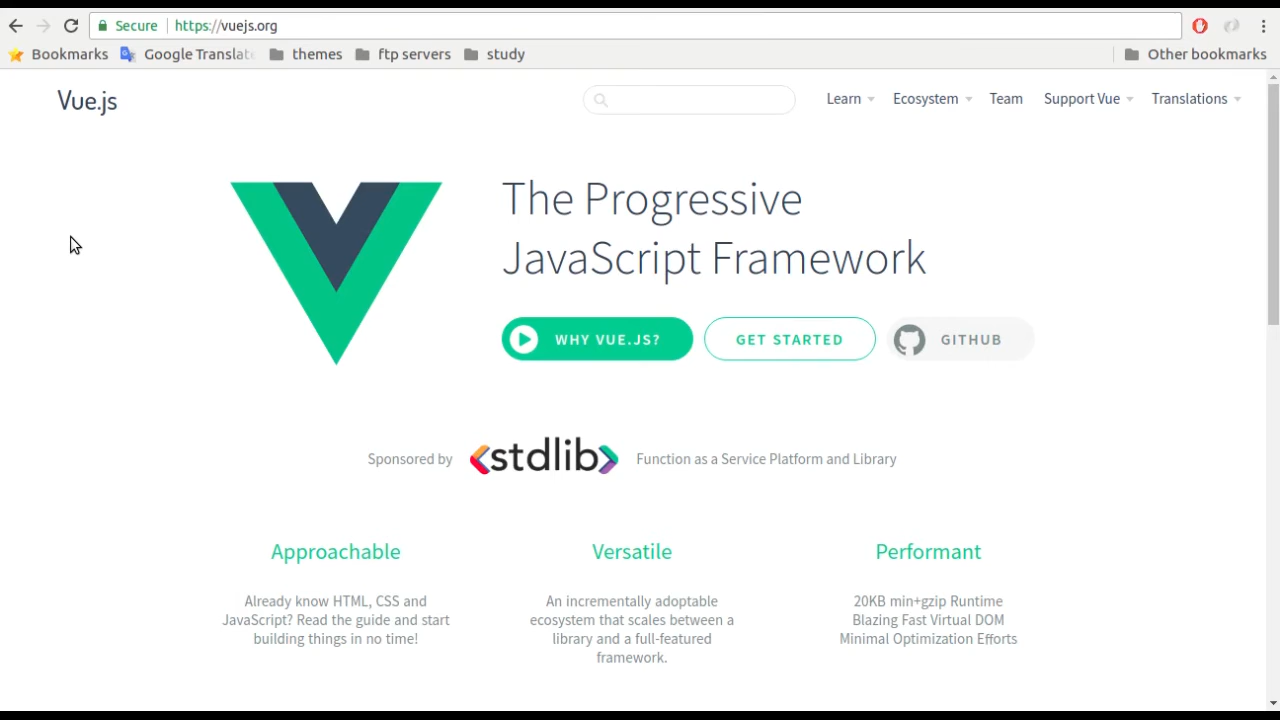 Secure https://vuejs.org
Bookmarks Google Translat themes ftp servers study Other bookmarks
Vue.js Learn Ecosystem Team Support Vue Translations
The Progressive
JavaScript Framework
WHY VUE.JS? GET STARTED GITHUB
Sponsored by <stdlib> Function as a Service Platform and Library
Approachable
Already know HTML, CSS and
JavaScript? Read the guide and start
building things in no time!
Versatile
An incrementally adoptable
ecosystem that scales between a
library and a full-featured
framework.
Performant
20KB min+gzip Runtime
Blazing Fast Virtual DOM
Minimal Optimization Efforts